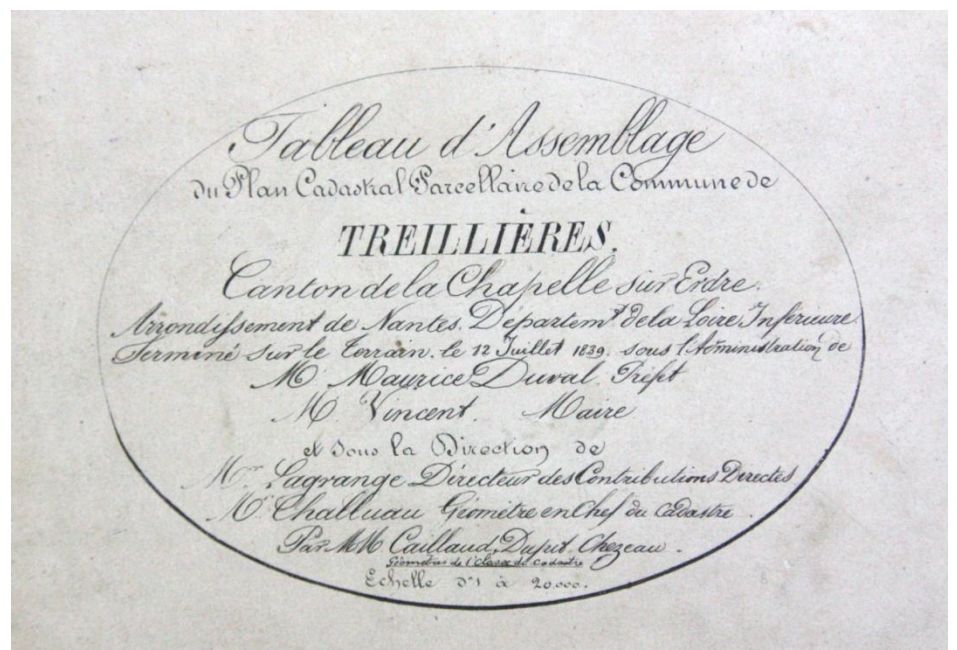 Tableau d'Assemblage
du Plan Cadastral Parcellaire de la Commune de
TREILLIÈRES.
Canton de la Chapelle sur Erdre.
Arrondissement de Nantes. Départemt. de la Loire Inférieure
Terminé sur le terrain. le 12 Juillet 1839. sous l'Administration de
M. Maurice Duval. Préfet
M. Vincent. Maire
et sous la Direction de
Mr. Lagrange Directeur des Contributions Directes
Mr. Challuau Géomètre en Chef du Cadastre.
Par MM Caillaud, Chezeau.
Géomètres de 1e Classe du Cadastre
Echelle d'1 à 20.000.